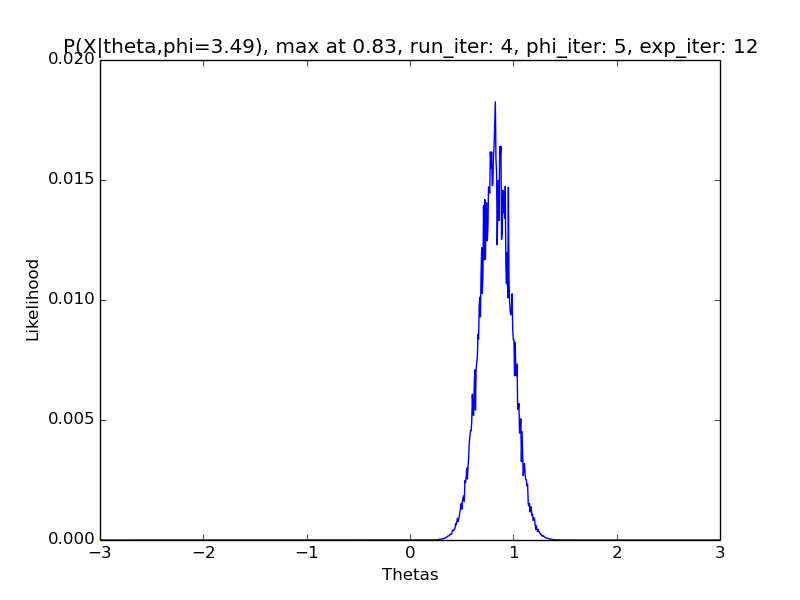 P(X|theta,phi=3.49), max at 0.83, run_iter: 4, phi_iter: 5, exp_iter: 12
0.020
0.015
0.010
0.005
0.000
Likelihood
−3 −2 −1 0 1 2 3
Thetas